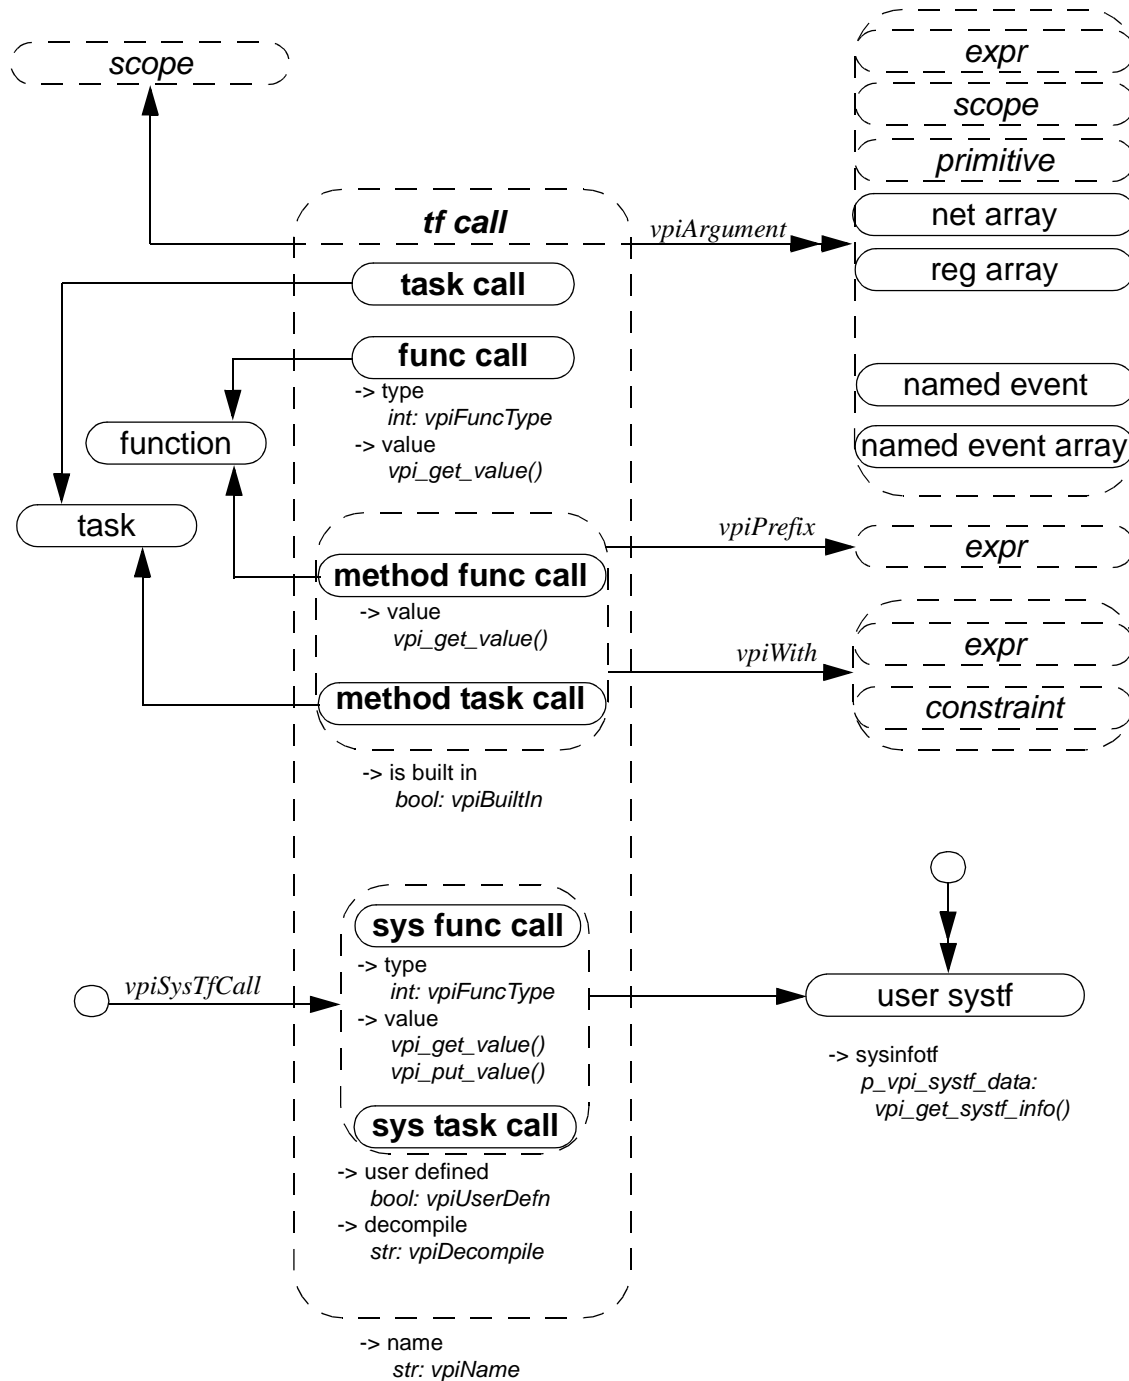 scope
expr
scope
primitive
net array
reg array
named event
named event array
tf call
vpiArgument
task call
func call
-> type
int: vpiFuncType
-> value
vpi_get_value()
function
task
vpiPrefix
expr
method func call
-> value
vpi_get_value()
vpiWith
expr
constraint
method task call
-> is built in
bool: vpiBuiltIn
sys func call
-> type
int: vpiFuncType
-> value
vpi_get_value()
vpi_put_value()
sys task call
vpiSysTfCall
user systf
-> sysinfotf
p_vpi_systf_data:
vpi_get_systf_info()
-> user defined
bool: vpiUserDefn
-> decompile
str: vpiDecompile
-> name
str: vpiName